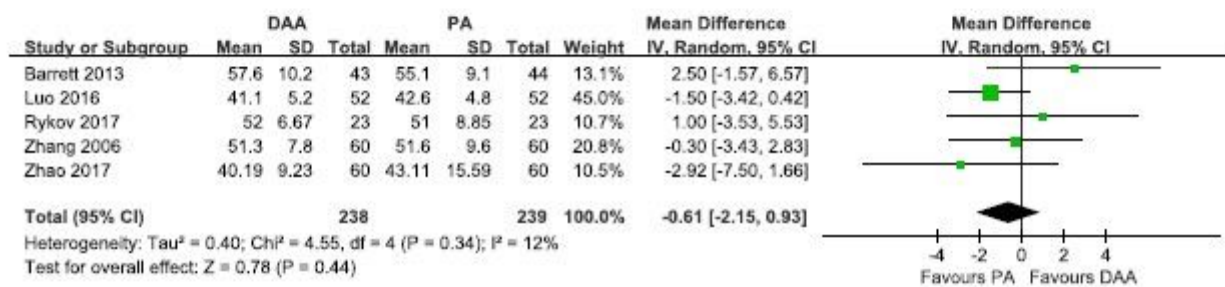 DAA PA Mean Difference Mean Difference
Study or Subgroup Mean SD Total Mean SD Total Weight IV, Random, 95% CI IV, Random, 95% CI
Barrett 2013 57.6 10.2 43 55.1 9.1 44 13.1% 2.50 [-1.57, 6.57]
Luo 2016 41.1 5.2 52 42.6 4.8 52 45.0% -1.50 [-3.42, 0.42]
Rykov 2017 52 6.67 23 51 8.85 23 10.7% 1.00 [-3.53, 5.53]
Zhang 2006 51.3 7.8 60 51.6 9.6 60 20.8% -0.30 [-3.43, 2.83]
Zhao 2017 40.19 9.23 60 43.11 15.59 60 10.5% -2.92 [-7.50, 1.66]
Total (95% CI) 238 239 100.0% -0.61 [-2.15, 0.93]
Heterogeneity: Tau² = 0.40; Chi² = 4.55, df = 4 (P = 0.34); I² = 12%
Test for overall effect: Z = 0.78 (P = 0.44)
-4 -2 0 2 4
Favours PA Favours DAA